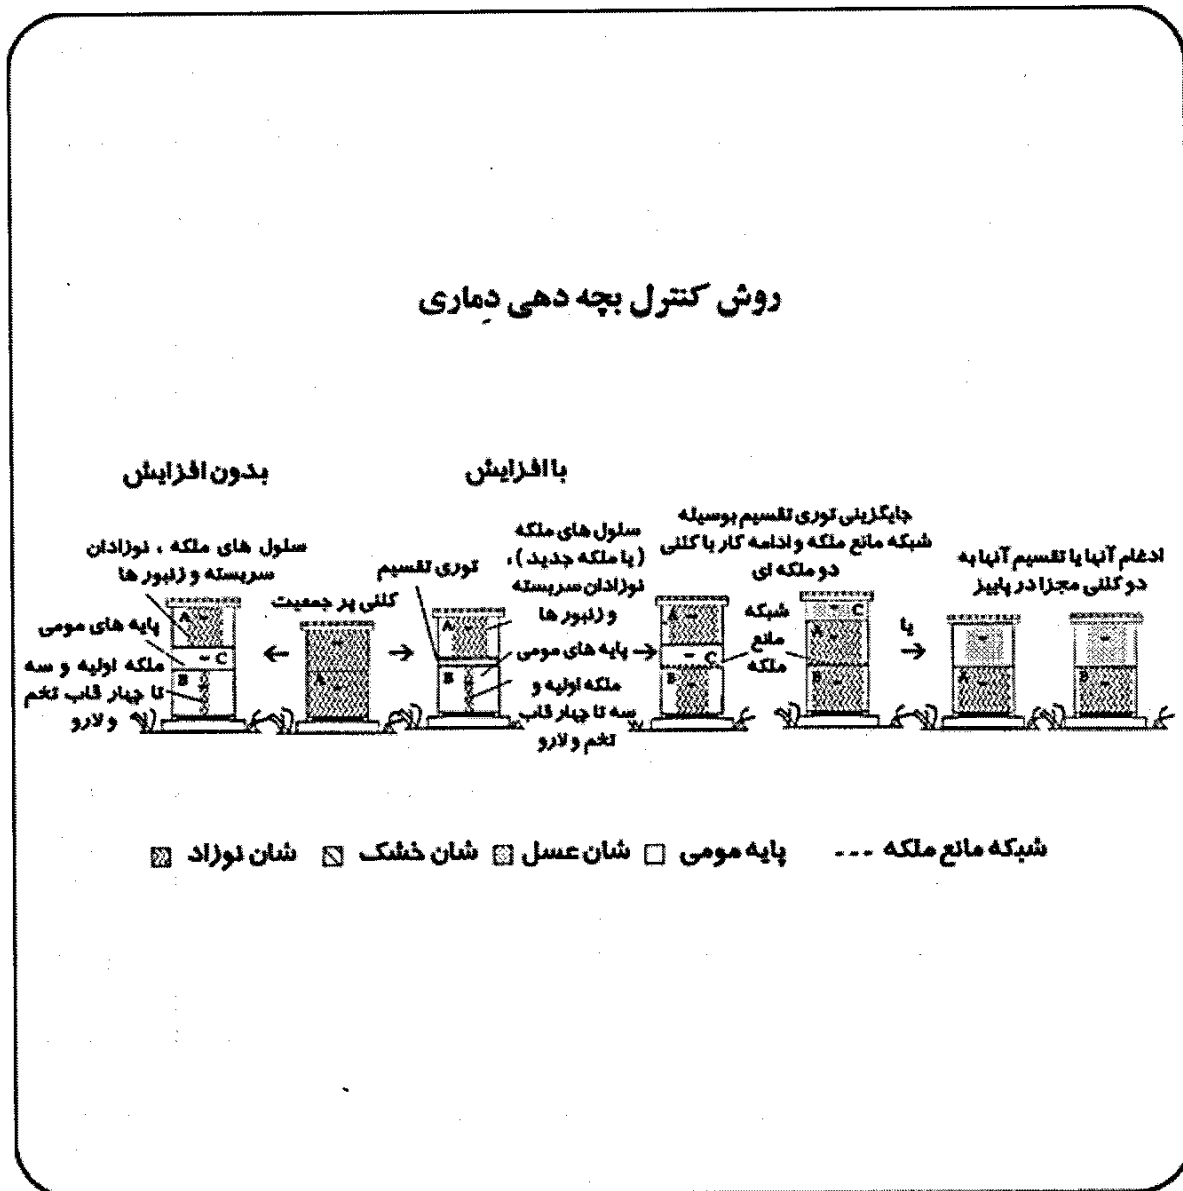 روش کنترل بچه دهی دِماری
با افزایش
بدون افزایش
سلول های ملکه ، نوزادان
سربسته و زنبور ها
A
پایه های مومی
C
ملکه اولیه و سه
تا چهار قاب تخم
و لارو
B
کلنی پر جمعیت
A
توری تقسیم
A
B
سلول های ملکه
(یا ملکه جدید) ،
نوزادان سربسته
و زنبور ها
پایه های مومی
ملکه اولیه و
سه تا چهار قاب
تخم و لارو
جایگزینی توری تقسیم بوسیله
شبکه مانع ملکه و ادامه کار با کلنی
دو ملکه ای
A
C
B
شبکه
مانع
ملکه
C
A
B
یا
ادغام آنها یا تقسیم آنها به
دو کلنی مجزا در پاییز
A
B
شبکه مانع ملکه ---
پایه مومی
شان عسل
شان خشک
شان نوزاد